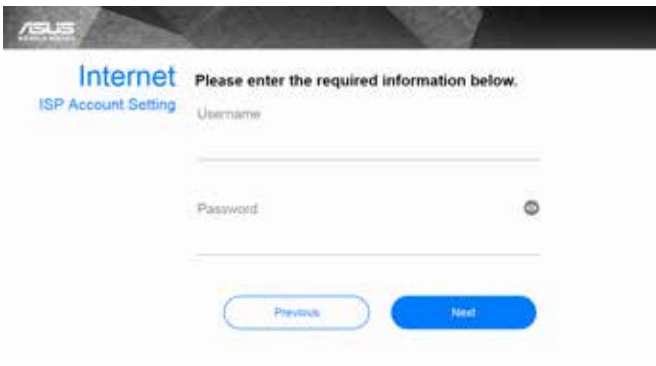 ASUS
Internet
ISP Account Setting
Please enter the required information below.
Username
Password
Previous
Next